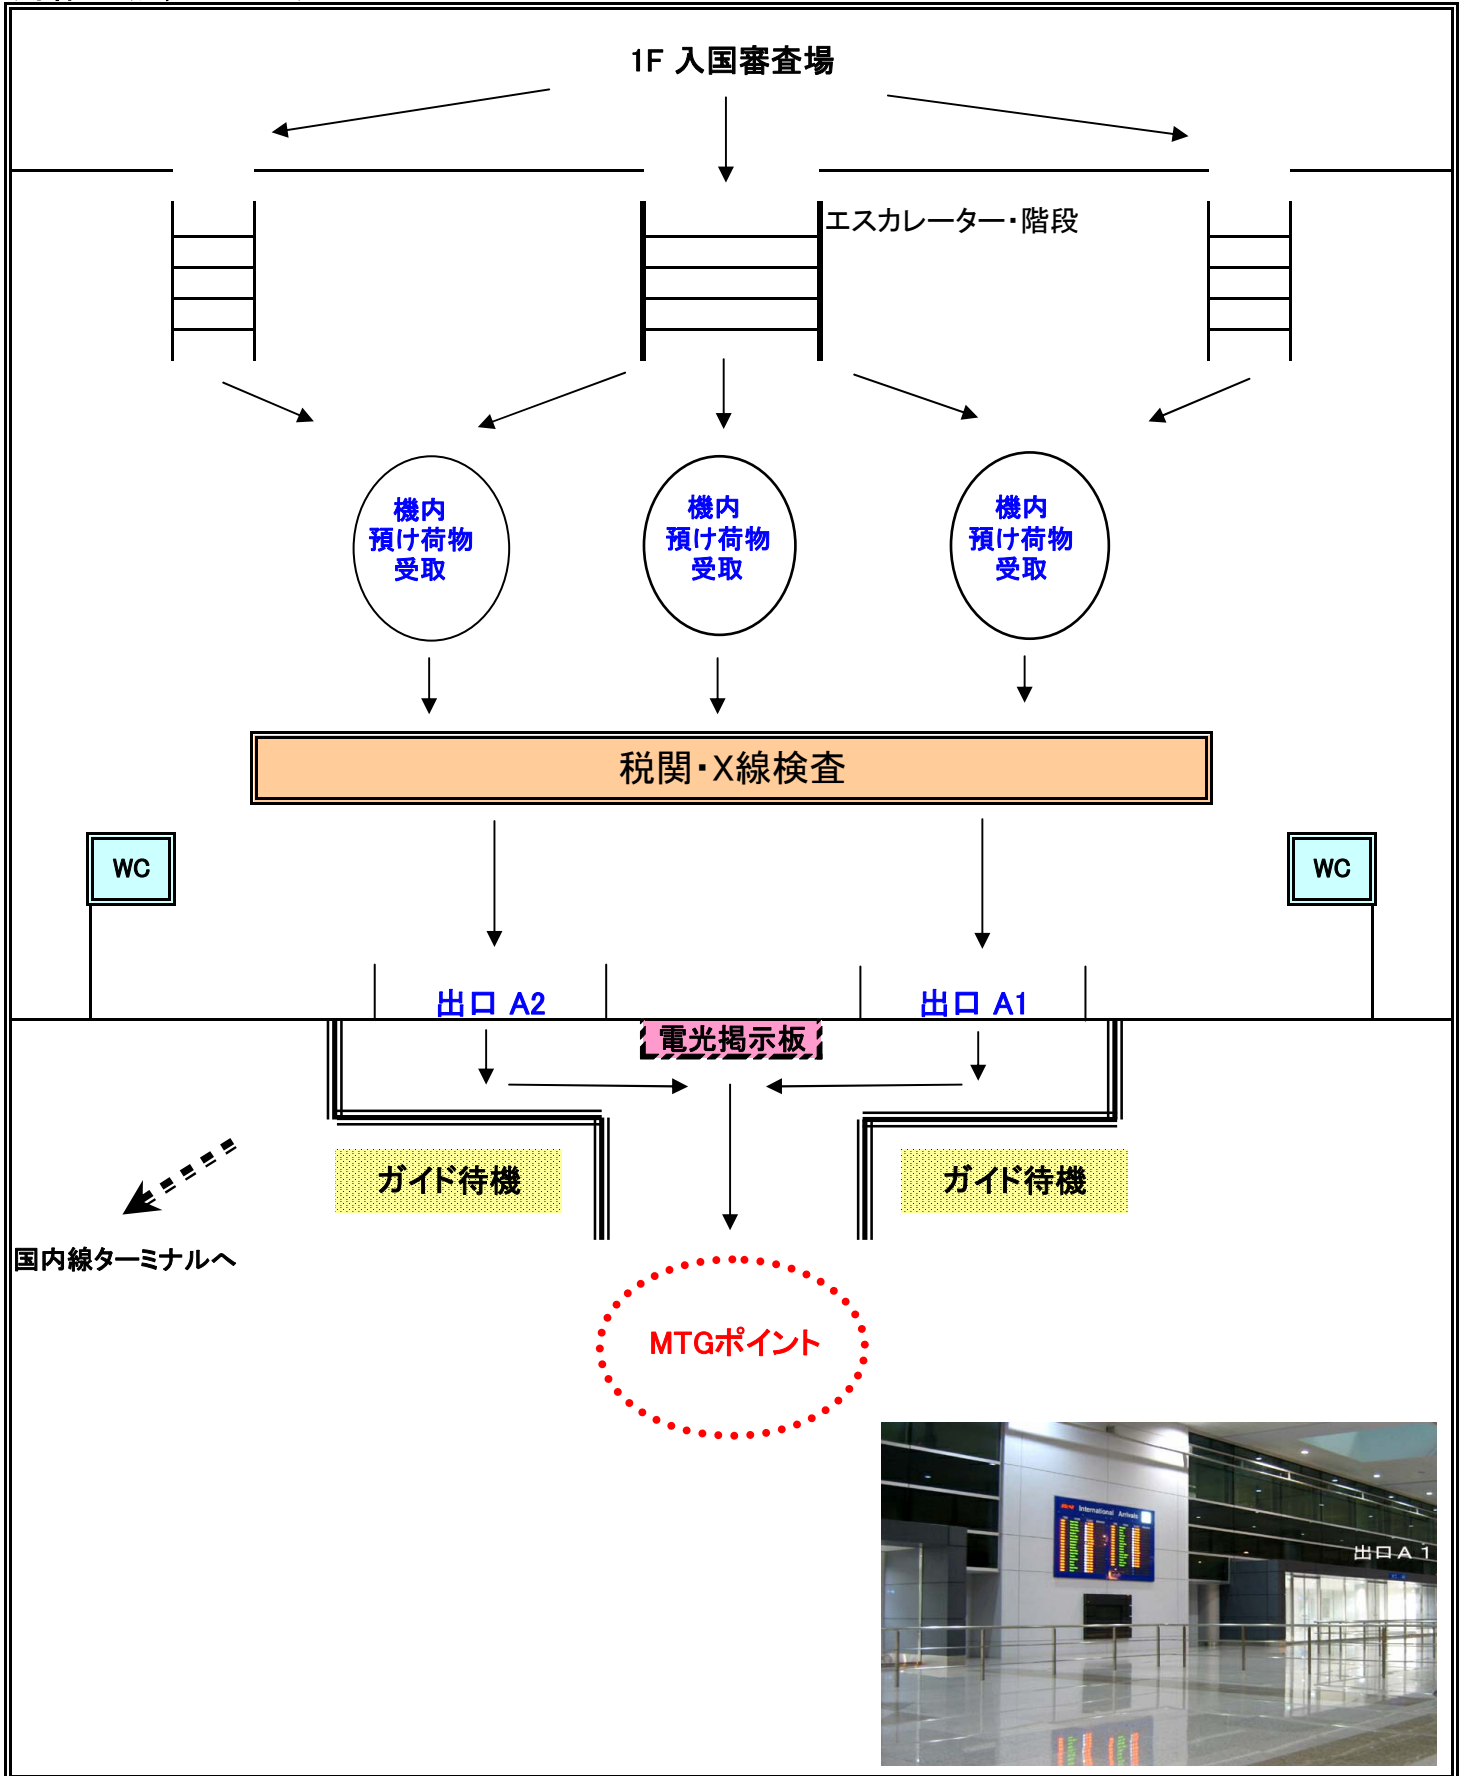 1F 入国審査場
エスカレーター・階段
機内
預け荷物
受取
機内
預け荷物
受取
機内
預け荷物
受取
税関・X線検査
WC
WC
出口 A2
出口 A1
電光掲示板
ガイド待機
ガイド待機
国内線ターミナルへ
MTGポイント
International Arrivals
出口A 1